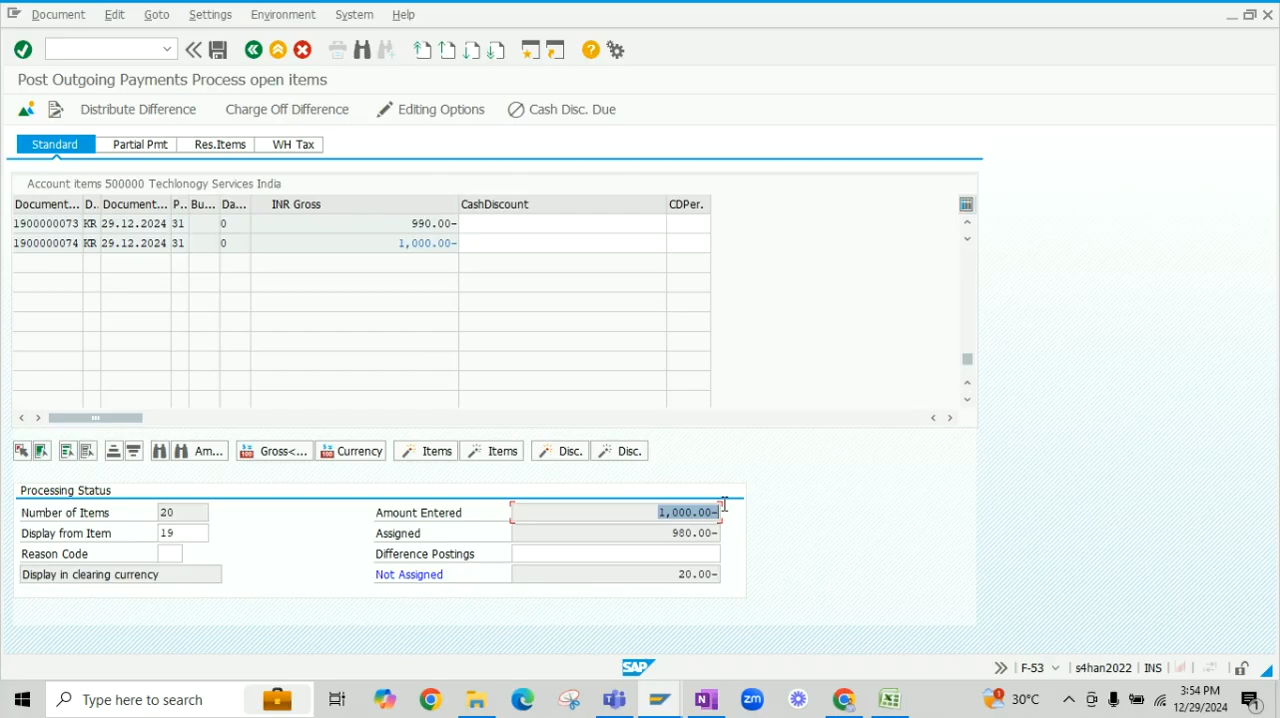 Document Edit Goto Settings Environment System Help
Post Outgoing Payments Process open items
Distribute Difference Charge Off Difference Editing Options Cash Disc. Due
Standard Partial Pmt Res.Items WH Tax
Account items 500000 Techlonogy Services India
Document... D.. Document... P.. Bu... Da... INR Gross CashDiscount CDPer.
1900000073 KR 29.12.2024 31 0 990.00-
1900000074 KR 29.12.2024 31 0 1,000.00-
Am... Gross<... Currency Items Items Disc. Disc.
Processing Status
Number of Items 20 Amount Entered 1,000.00-
Display from Item 19 Assigned 980.00-
Reason Code Difference Postings
Display in clearing currency Not Assigned 20.00-
SAP F-53 s4han2022 INS
Type here to search 30°C 3:54 PM
12/29/2024 1